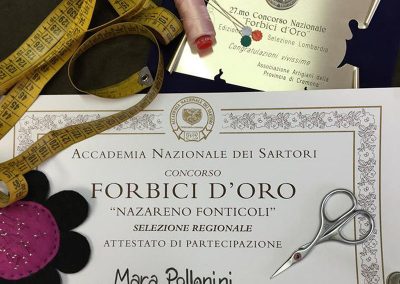 27.mo Concorso Nazionale
"Forbici d'Oro"
Selezione Lombardia
Congratulazioni vivissime
Associazione Artigiani della
Provincia di Cremona
ACCADEMIA NAZIONALE DEI SARTORI
CONCORSO
FORBICI D'ORO
"NAZARENO FONTICOLI"
SELEZIONE REGIONALE
ATTESTATO DI PARTECIPAZIONE
Mara Pollonini